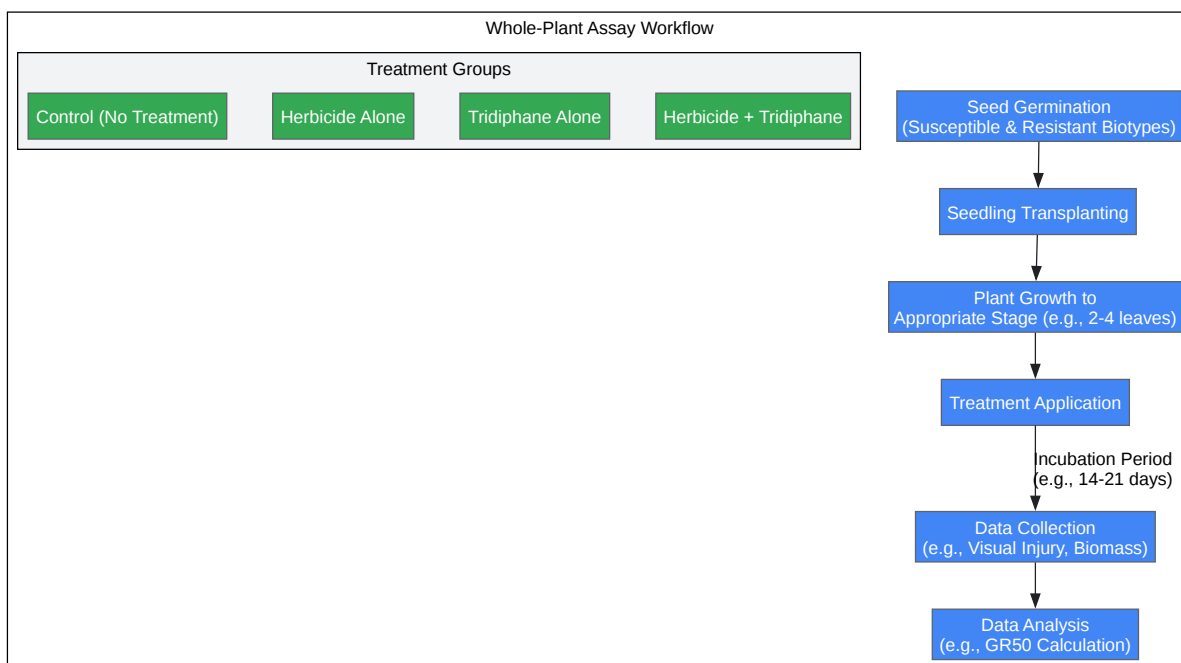 Whole-Plant Assay Workflow
Treatment Groups
Control (No Treatment)
Herbicide Alone
Tridiphane Alone
Herbicide + Tridiphane
Seed Germination
(Susceptible & Resistant Biotypes)
Seedling Transplanting
Plant Growth to
Appropriate Stage (e.g., 2-4 leaves)
Treatment Application
Incubation Period
(e.g., 14-21 days)
Data Collection
(e.g., Visual Injury, Biomass)
Data Analysis
(e.g., GR50 Calculation)